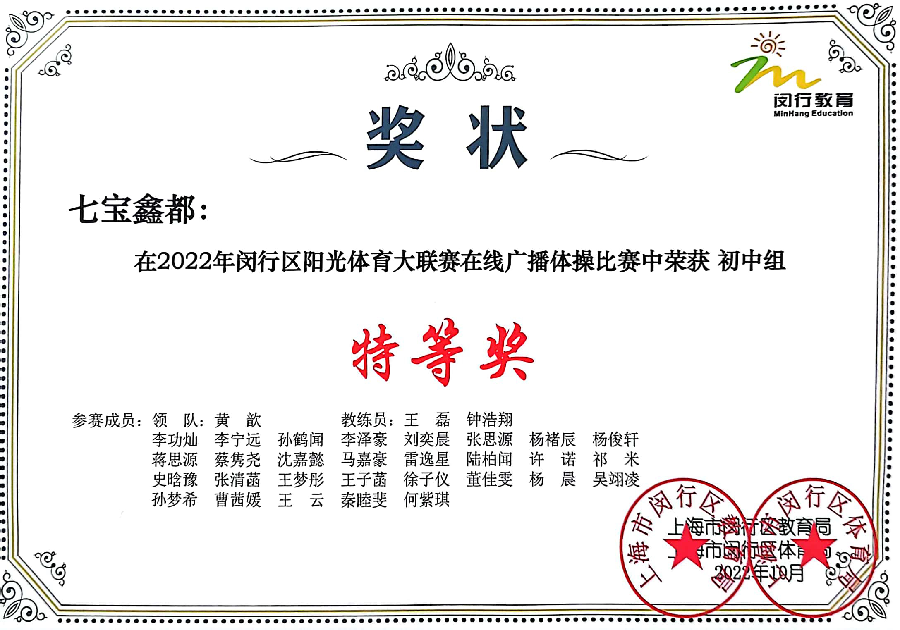 闵行教育
MinHang Education
奖 状
七宝鑫都：
在2022年闵行区阳光体育大联赛在线广播体操比赛中荣获 初中组
特等奖
参赛成员：领 队：黄 歆 教练员：王 磊 钟浩翔
李功灿 李宁远 孙鹤闻 李泽豪 刘奕晨 张思源 杨褚辰 杨俊轩
蒋思源 蔡隽尧 沈嘉懿 马嘉豪 雷逸星 陆柏闻 许 诺 祁 米
史晗豫 张清菡 王梦彤 王子菡 徐子仪 董佳雯 杨 晨 吴翊凌
孙梦希 曹茜媛 王 云 秦睦斐 何紫琪
上海市闵行区教育局
上海市闵行区体育局
2022年10月
上海市闵行区教育局
上海市闵行区体育局